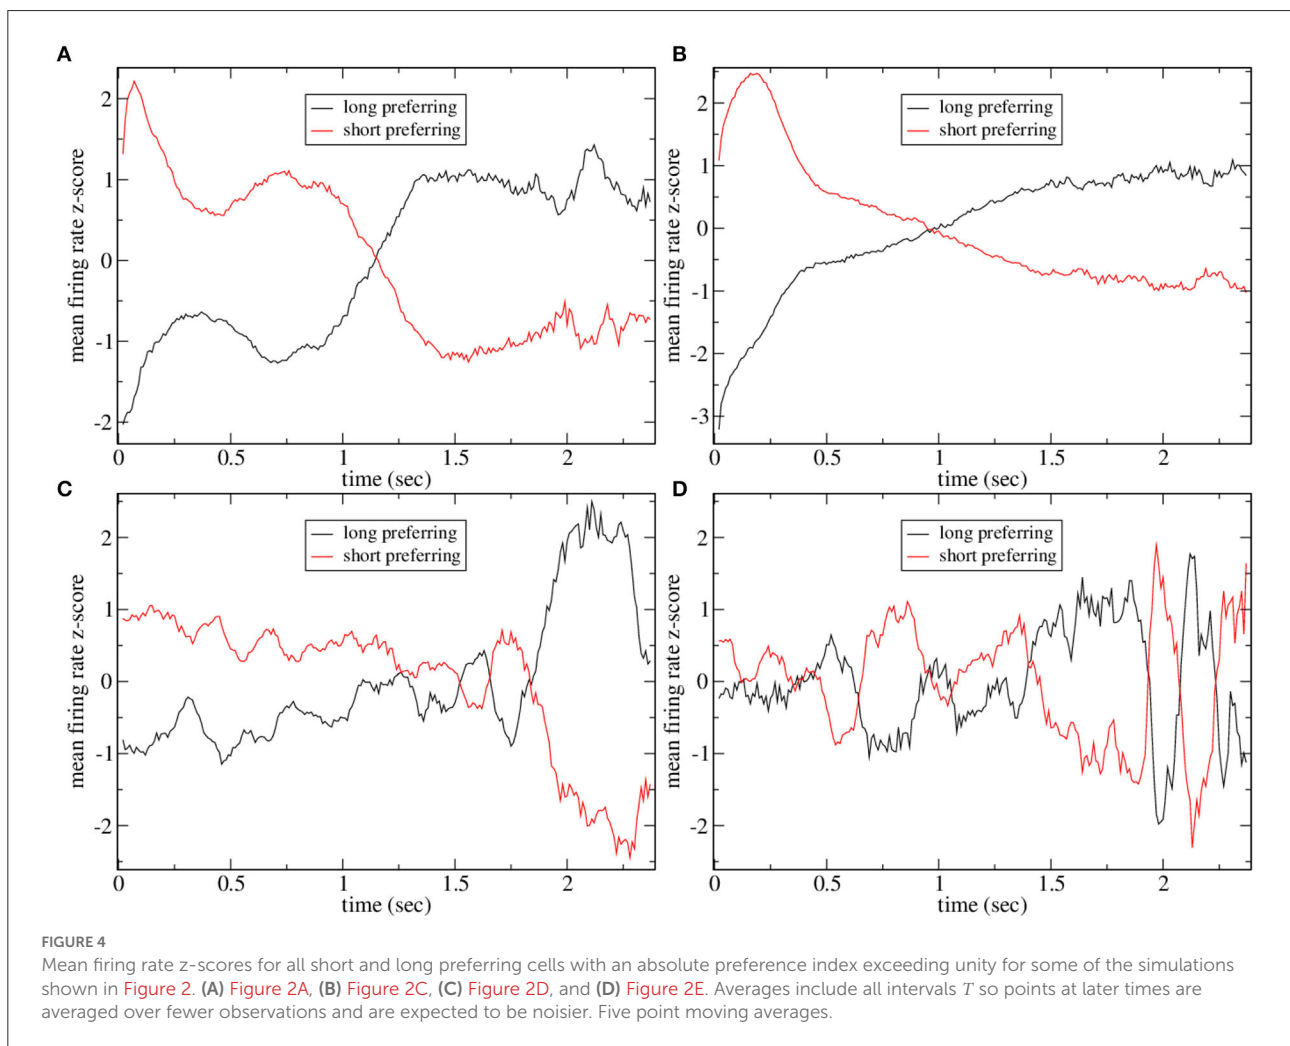 A
B
long preferring
short preferring
long preferring
short preferring
mean firing rate z-score
2
1
0
-1
-2
mean firing rate z-score
2
1
0
-1
-2
-3
0
0.5
1
1.5
2
time (sec)
0
0.5
1
1.5
2
time (sec)
C
D
long preferring
short preferring
long preferring
short preferring
mean firing rate z-score
2
1
0
-1
-2
mean firing rate z-score
2
1
0
-1
-2
0
0.5
1
1.5
2
time (sec)
0
0.5
1
1.5
2
time (sec)
FIGURE 4
Mean firing rate z-scores for all short and long preferring cells with an absolute preference index exceeding unity for some of the simulations
shown in Figure 2. (A) Figure 2A, (B) Figure 2C, (C) Figure 2D, and (D) Figure 2E. Averages include all intervals T so points at later times are
averaged over fewer observations and are expected to be noisier. Five point moving averages.